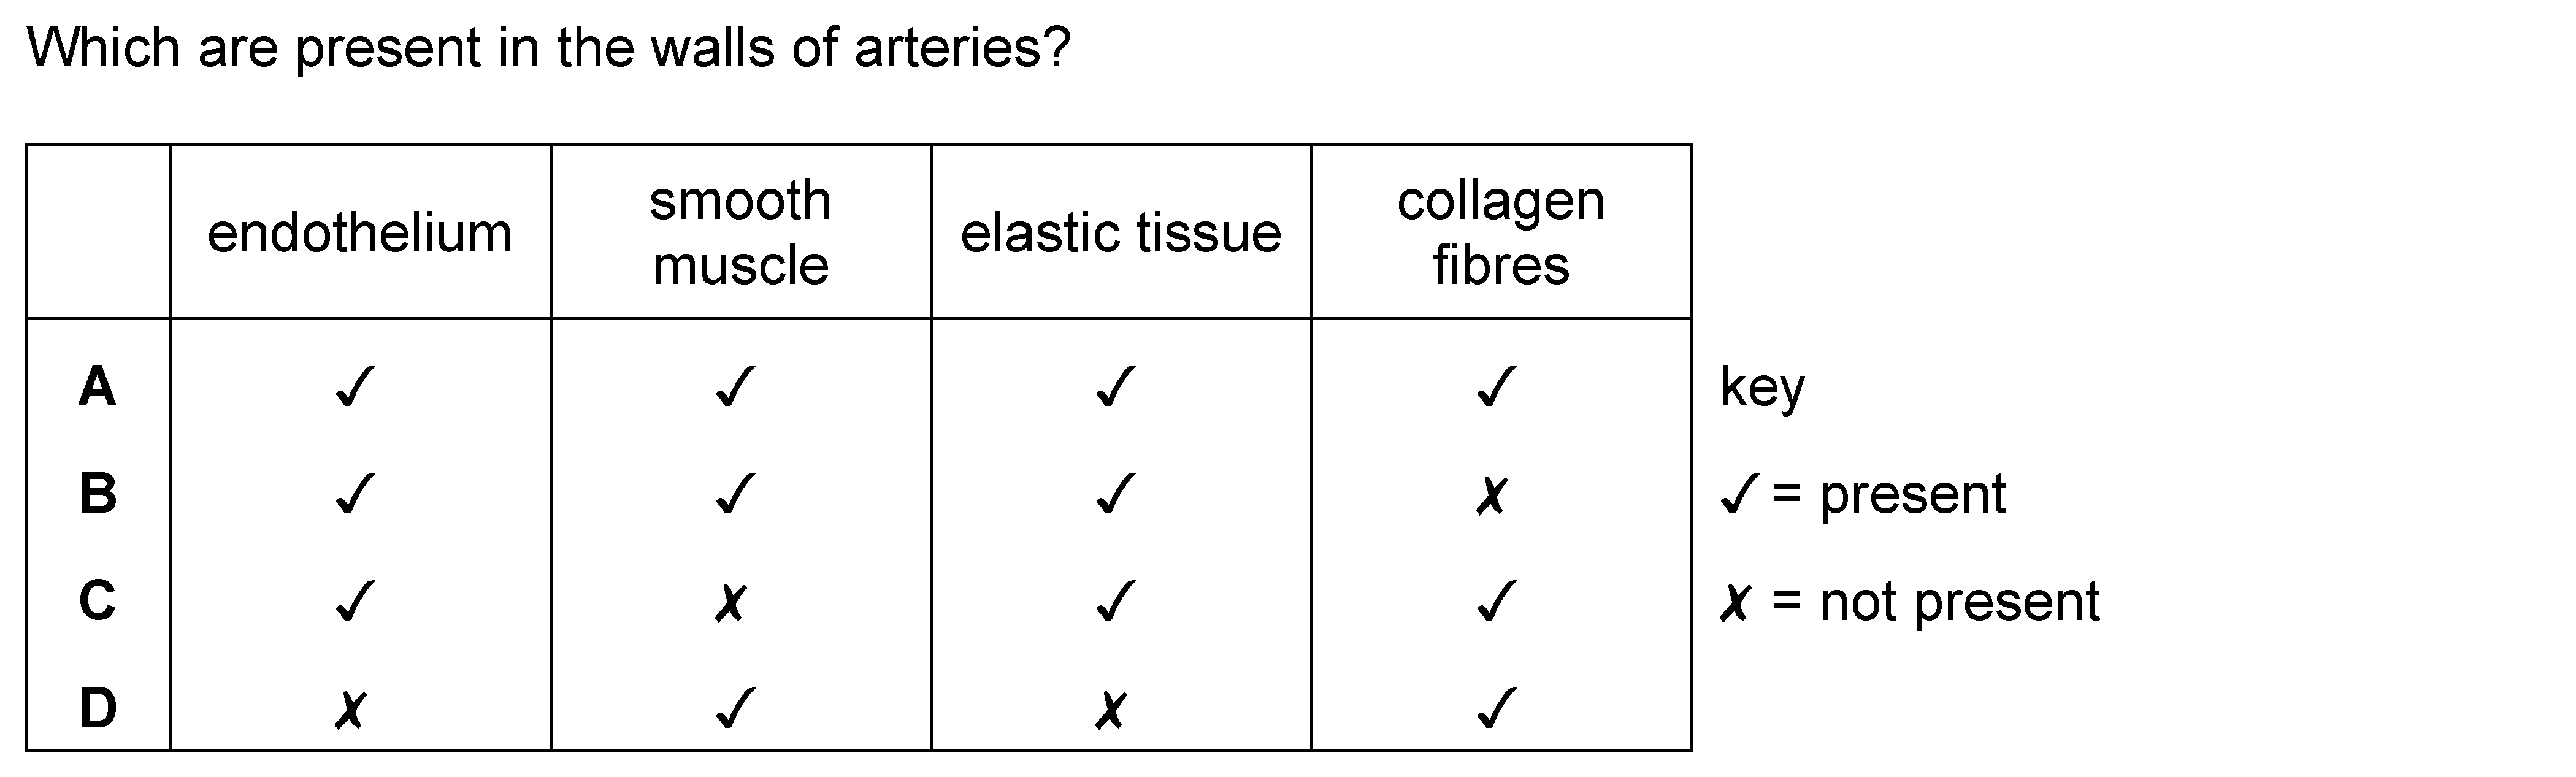 Which are present in the walls of arteries?
endothelium smooth muscle elastic tissue collagen fibres
A ✓ ✓ ✓ ✓ key
B ✓ ✓ ✓ ✗ ✓ = present
C ✓ ✗ ✓ ✓ ✗ = not present
D ✗ ✓ ✗ ✓